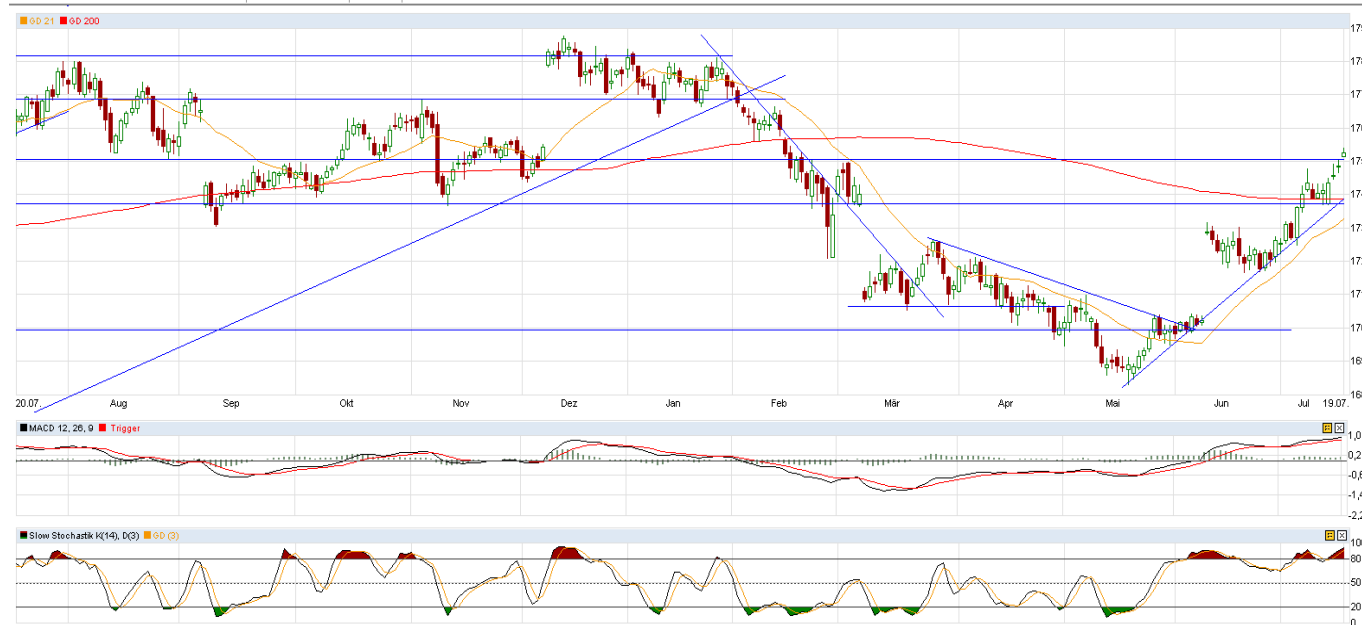 GD 21 GD 200
20.07. Aug Sep Okt Nov Dez Jan Feb Mär Apr Mai Jun Jul 19.07.
MACD 12, 26, 9 Trigger
1,0
0,2
-0,6
-1,4
-2,2
Slow Stochastik K(14), D(3) GD (3)
100
80
50
20
0